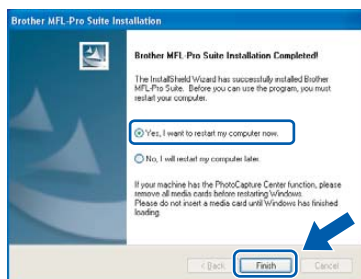 Brother MFL-Pro Suite Installation
Brother MFL-Pro Suite Installation Completed!
The InstallShield Wizard has successfully installed Brother
MFL-Pro Suite. Before you can use the program, you must
restart your computer.
Yes, I want to restart my computer now.
No, I will restart my computer later.
If your machine has the PhotoCapture Center function, please
remove all media cards before restarting Windows.
Please do not insert a media card until Windows has finished
loading.
< Back
Finish
Cancel